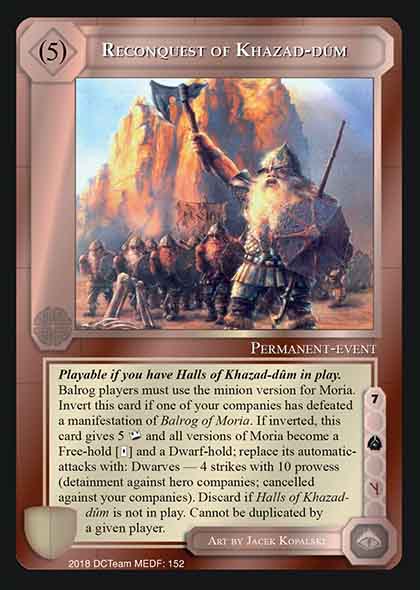 (5)
RECONQUEST OF KHAZAD-DÛM
PERMANENT-EVENT
Playable if you have Halls of Khazad-dûm in play.
Balrog players must use the minion version for Moria.
Invert this card if one of your companies has defeated
a manifestation of Balrog of Moria. If inverted, this
card gives 5 and all versions of Moria become a
Free-hold [ ] and a Dwarf-hold; replace its automatic-
attacks with: Dwarves — 4 strikes with 10 prowess
(detainment against hero companies; cancelled
against your companies). Discard if Halls of Khazad-
dûm is not in play. Cannot be duplicated by
a given player.
7
ART BY JACEK KOPALSKI
2018 DCTeam MEDF: 152